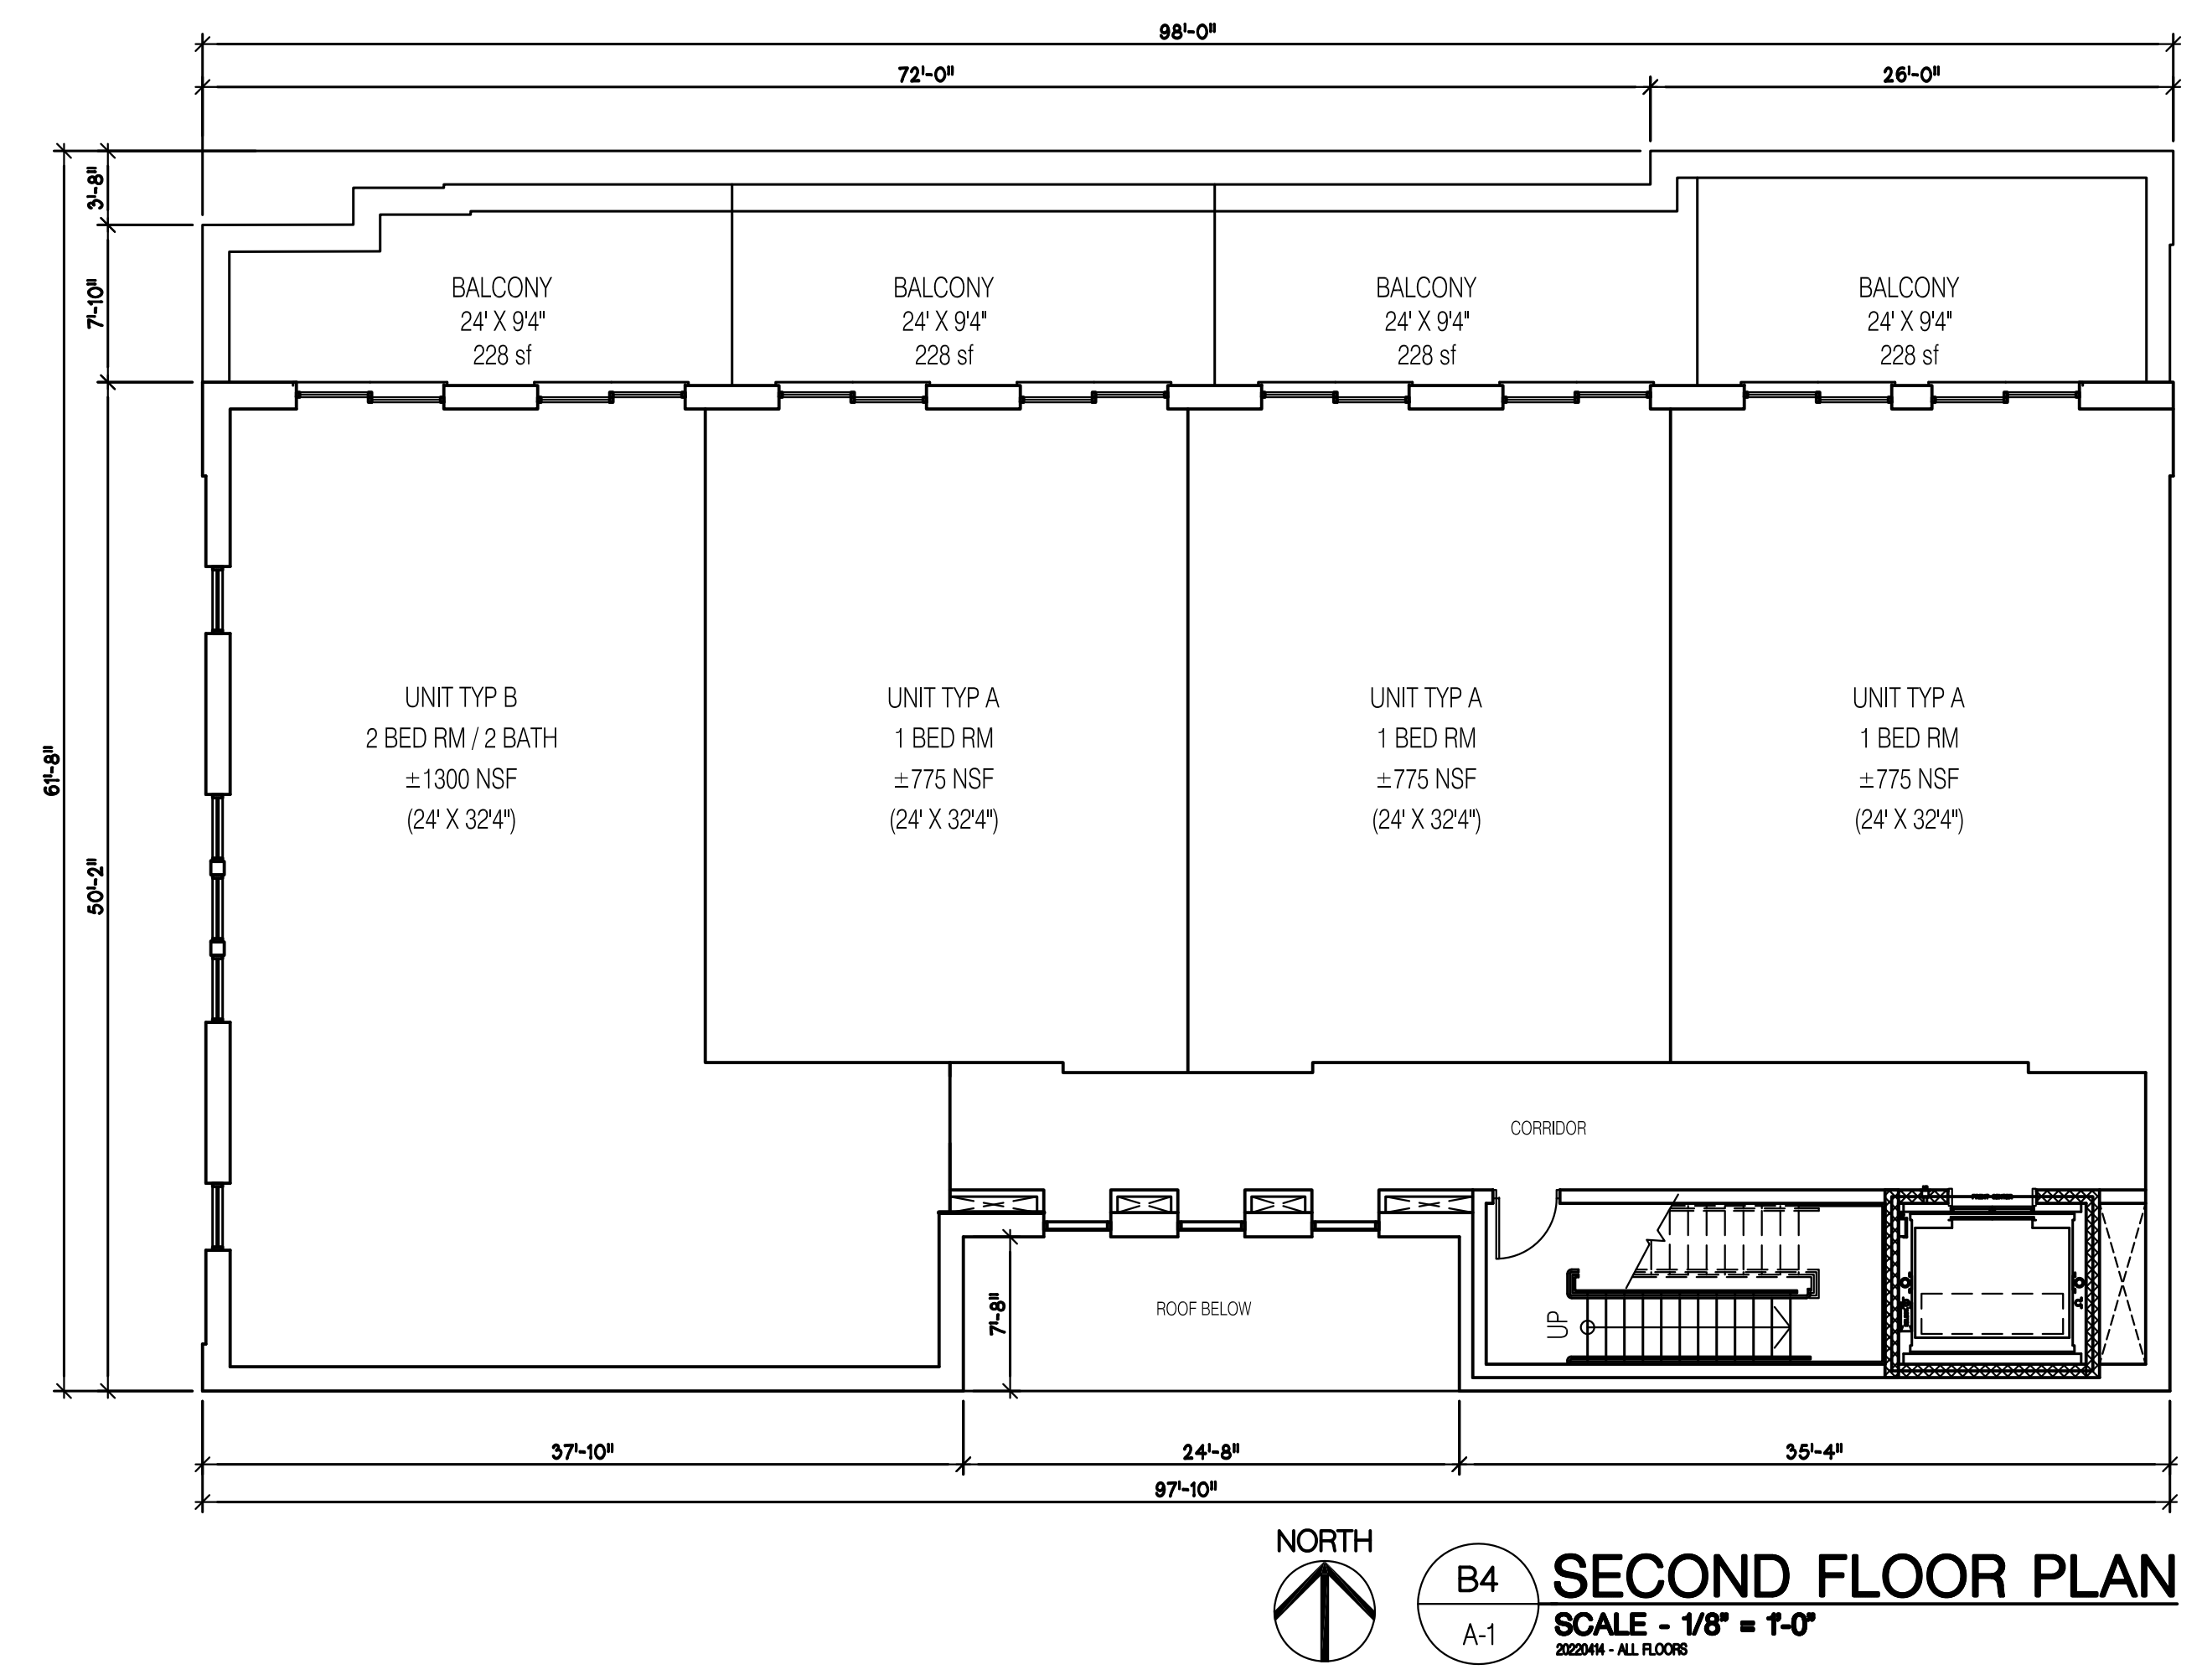 98'-0"
72'-0"
26'-0"
3'-8"
7'-10"
61'-8"
50'-2"
BALCONY
24' X 9'4"
228 sf
BALCONY
24' X 9'4"
228 sf
BALCONY
24' X 9'4"
228 sf
BALCONY
24' X 9'4"
228 sf
UNIT TYP B
2 BED RM / 2 BATH
±1300 NSF
(24' X 32'4")
UNIT TYP A
1 BED RM
±775 NSF
(24' X 32'4")
UNIT TYP A
1 BED RM
±775 NSF
(24' X 32'4")
UNIT TYP A
1 BED RM
±775 NSF
(24' X 32'4")
CORRIDOR
ROOF BELOW
7'-8"
UP
37'-10"
24'-8"
35'-4"
97'-10"
NORTH
B4
A-1
SECOND FLOOR PLAN
SCALE - 1/8" = 1'-0"
20220414 - ALL FLOORS